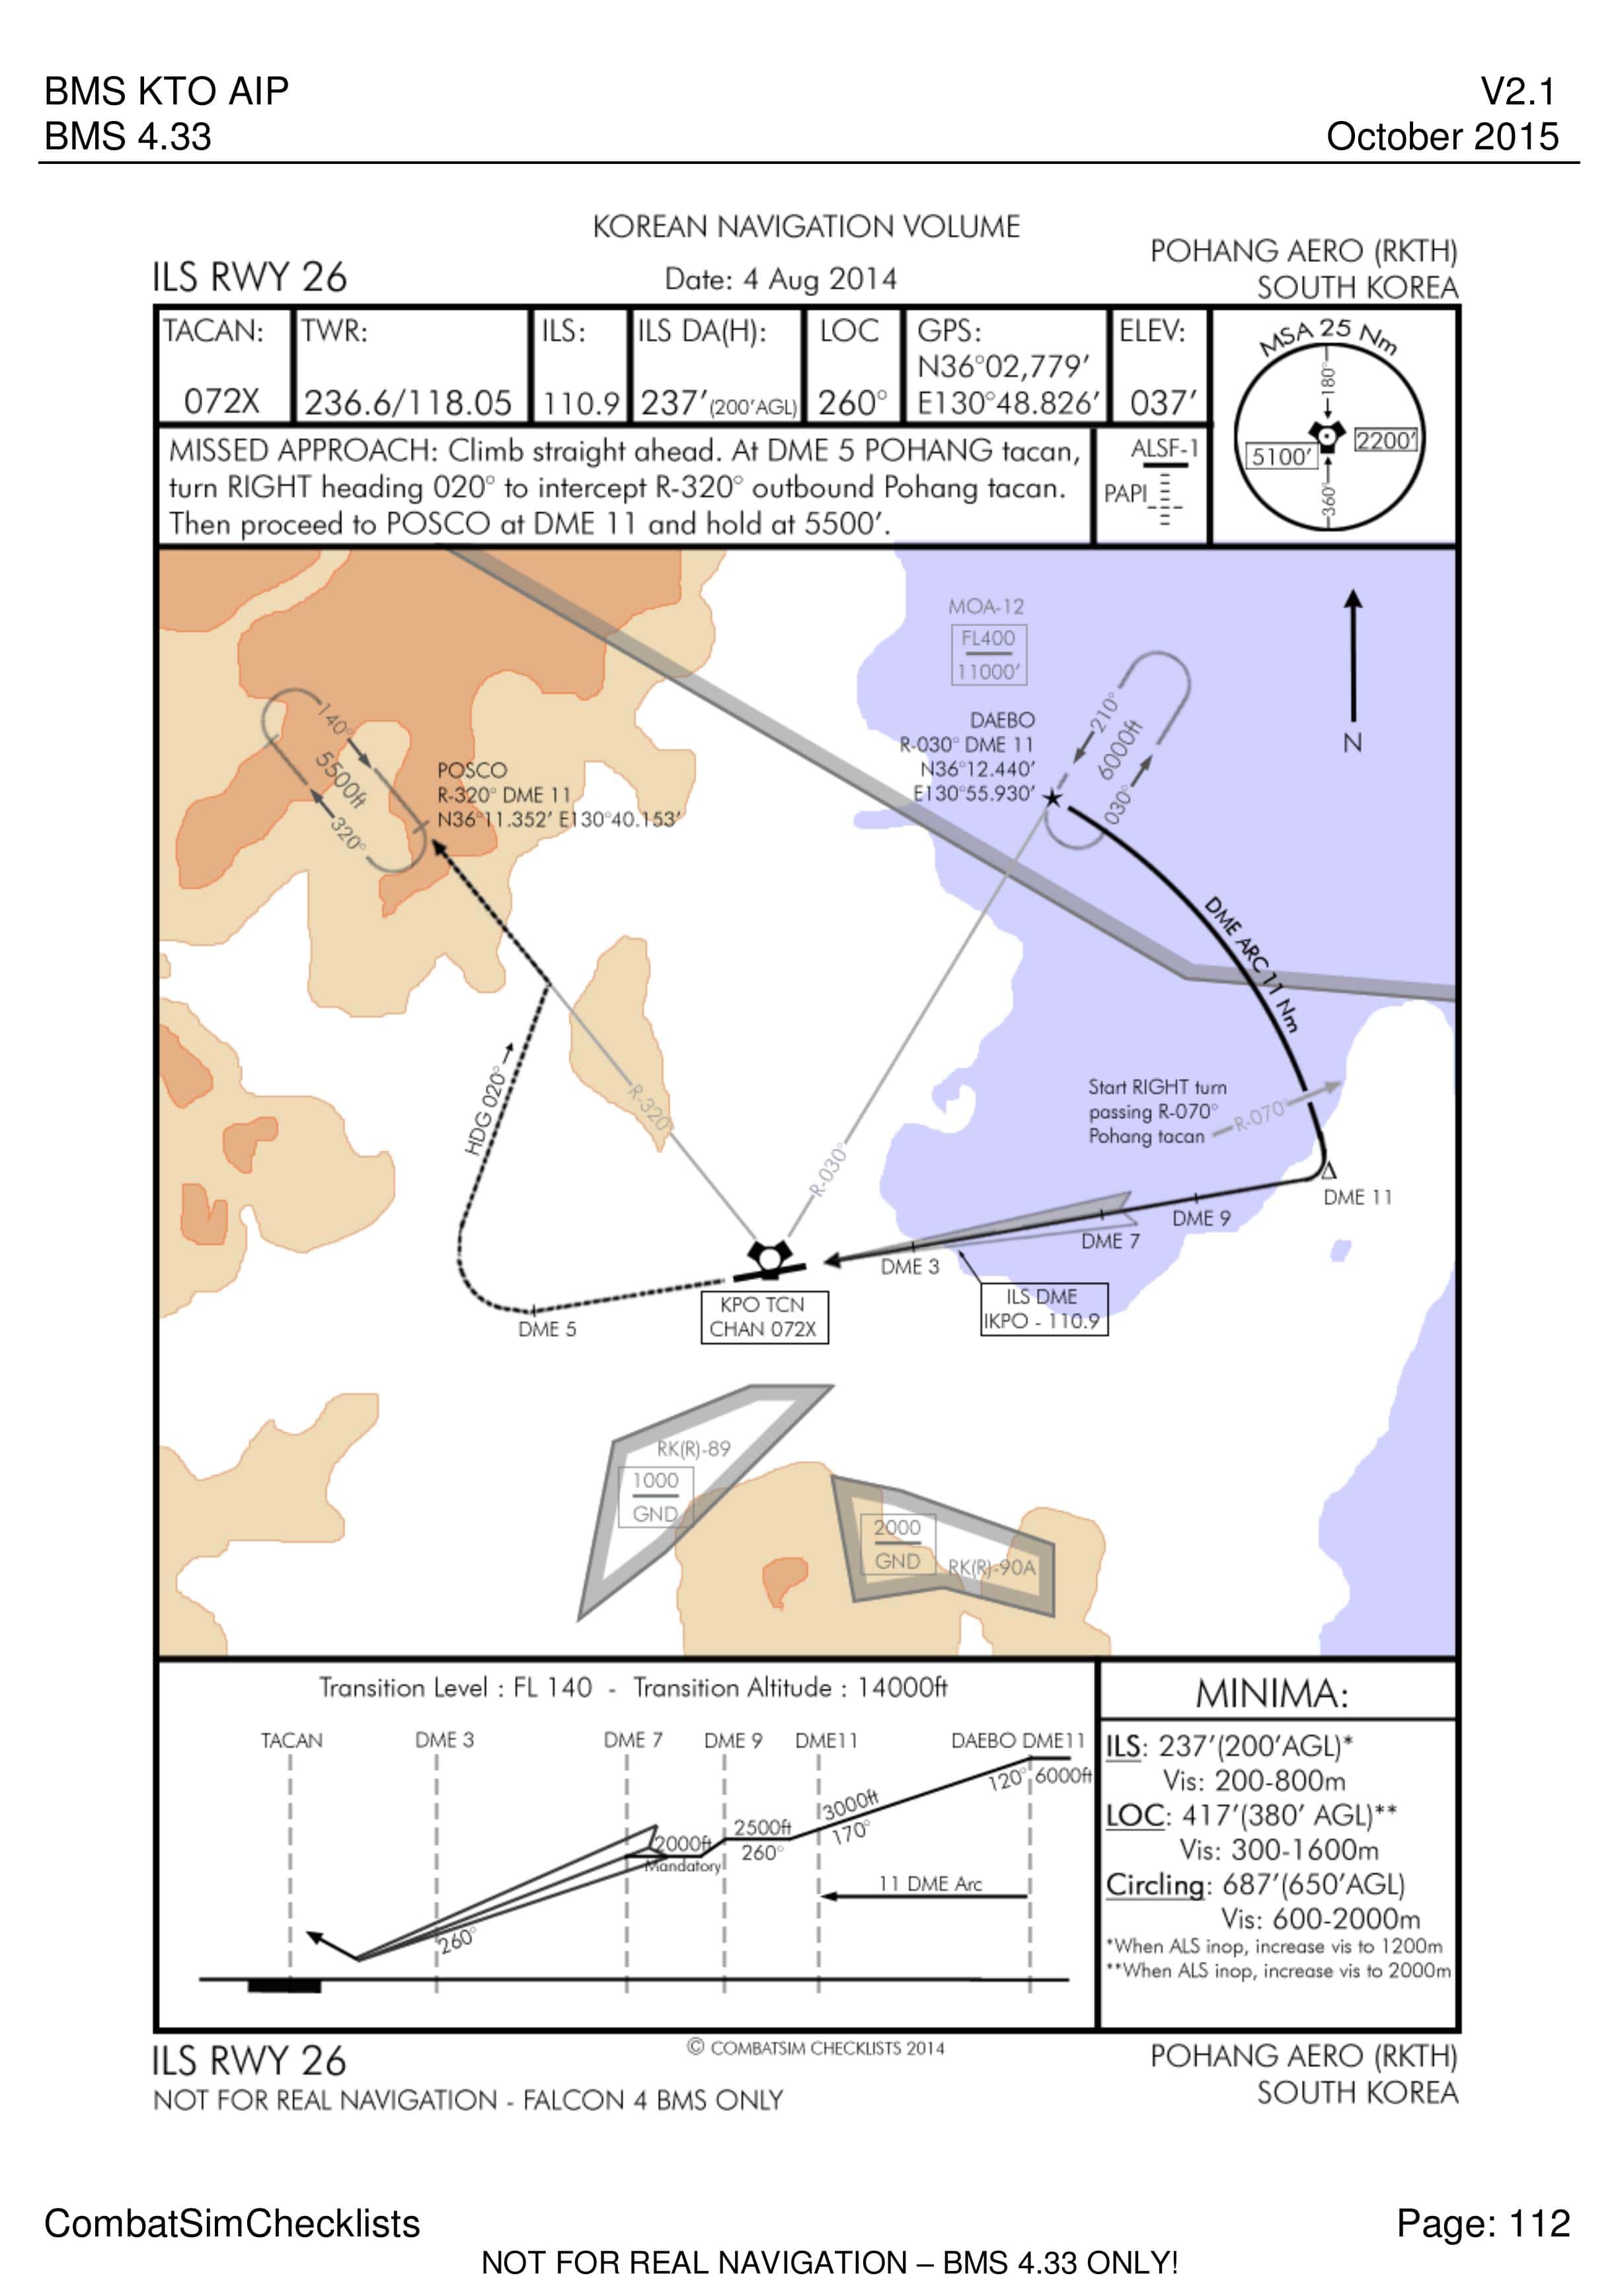 BMS KTO AIP
V2.1
BMS 4.33
October 2015
KOREAN NAVIGATION VOLUME
POHANG AERO (RKTH)
ILS RWY 26
Date: 4 Aug 2014
SOUTH KOREA
TACAN:
072X
TWR:
236.6/118.05
ILS:
110.9
ILS DA(H):
237’(200’AGL)
LOC
260°
GPS:
N36°02,779’
E130°48.826’
ELEV:
037’
MSA 25 Nm
180°
5100’
2200’
360°
MISSED APPROACH: Climb straight ahead. At DME 5 POHANG tacan,
turn RIGHT heading 020° to intercept R-320° outbound Pohang tacan.
Then proceed to POSCO at DME 11 and hold at 5500’.
ALSF-1
PAPI
MOA-12
FL400
11000’
210°
6000ft
030°
DAEBO
R-030° DME 11
N36°12.440’
E130°55.930’
N
140°
5500ft
320°
POSCO
R-320° DME 11
N36°11.352’ E130°40.153’
DME ARC 11 Nm
HDG 020°
R-320°
R-030°
Start RIGHT turn
passing R-070°
Pohang tacan
R-070°
DME 11
DME 9
DME 7
DME 3
ILS DME
IKPO - 110.9
KPO TCN
CHAN 072X
DME 5
RK(R)-89
1000
GND
2000
GND
RK(R)-90A
Transition Level : FL 140 - Transition Altitude : 14000ft
TACAN
DME 3
DME 7
DME 9
DME11
DAEBO DME11
120°
6000ft
3000ft
170°
2500ft
260°
2000ft
Mandatory
11 DME Arc
260°
MINIMA:
ILS: 237’(200’AGL)*
Vis: 200-800m
LOC: 417’(380’ AGL)**
Vis: 300-1600m
Circling: 687’(650’AGL)
Vis: 600-2000m
*When ALS inop, increase vis to 1200m
**When ALS inop, increase vis to 2000m
ILS RWY 26
© COMBATSIM CHECKLISTS 2014
POHANG AERO (RKTH)
NOT FOR REAL NAVIGATION - FALCON 4 BMS ONLY
SOUTH KOREA
CombatSimChecklists
Page: 112
NOT FOR REAL NAVIGATION – BMS 4.33 ONLY!